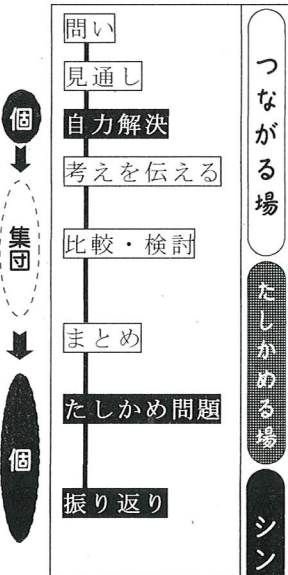 問い
見通し
自力解決
考えを伝える
比較・検討
まとめ
たしかめ問題
振り返り
個
集団
個
つながる場
たしかめる場
シン